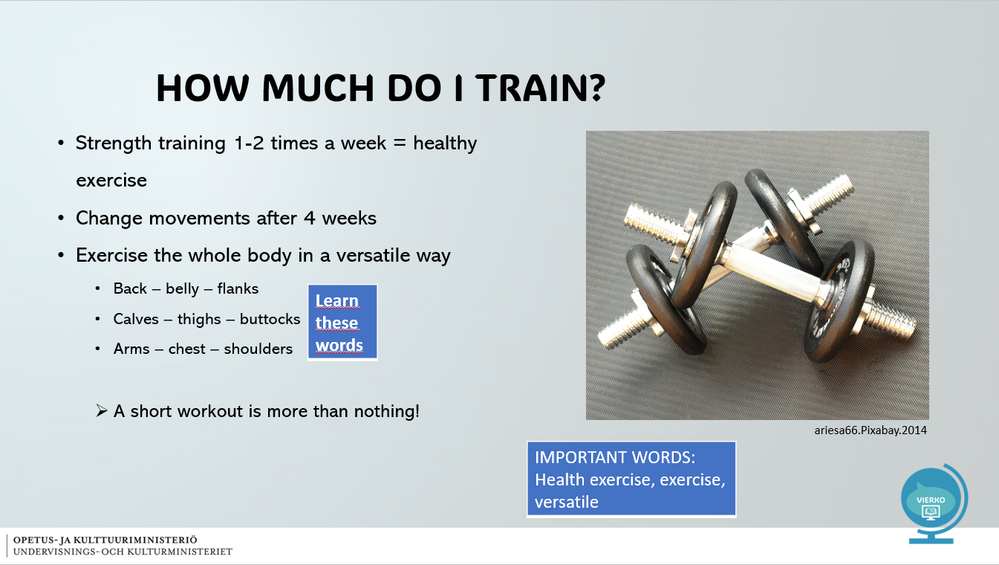 HOW MUCH DO I TRAIN?
• Strength training 1-2 times a week = healthy
exercise
• Change movements after 4 weeks
• Exercise the whole body in a versatile way
• Back – belly – flanks
• Calves – thighs – buttocks
• Arms – chest – shoulders
Learn
these
words
➢ A short workout is more than nothing!
ariesa66.Pixabay.2014
IMPORTANT WORDS:
Health exercise, exercise,
versatile
VIERKO
OPETUS- JA KULTTUURIMINISTERIÖ
UNDERVISNINGS- OCH KULTURMINISTERIET